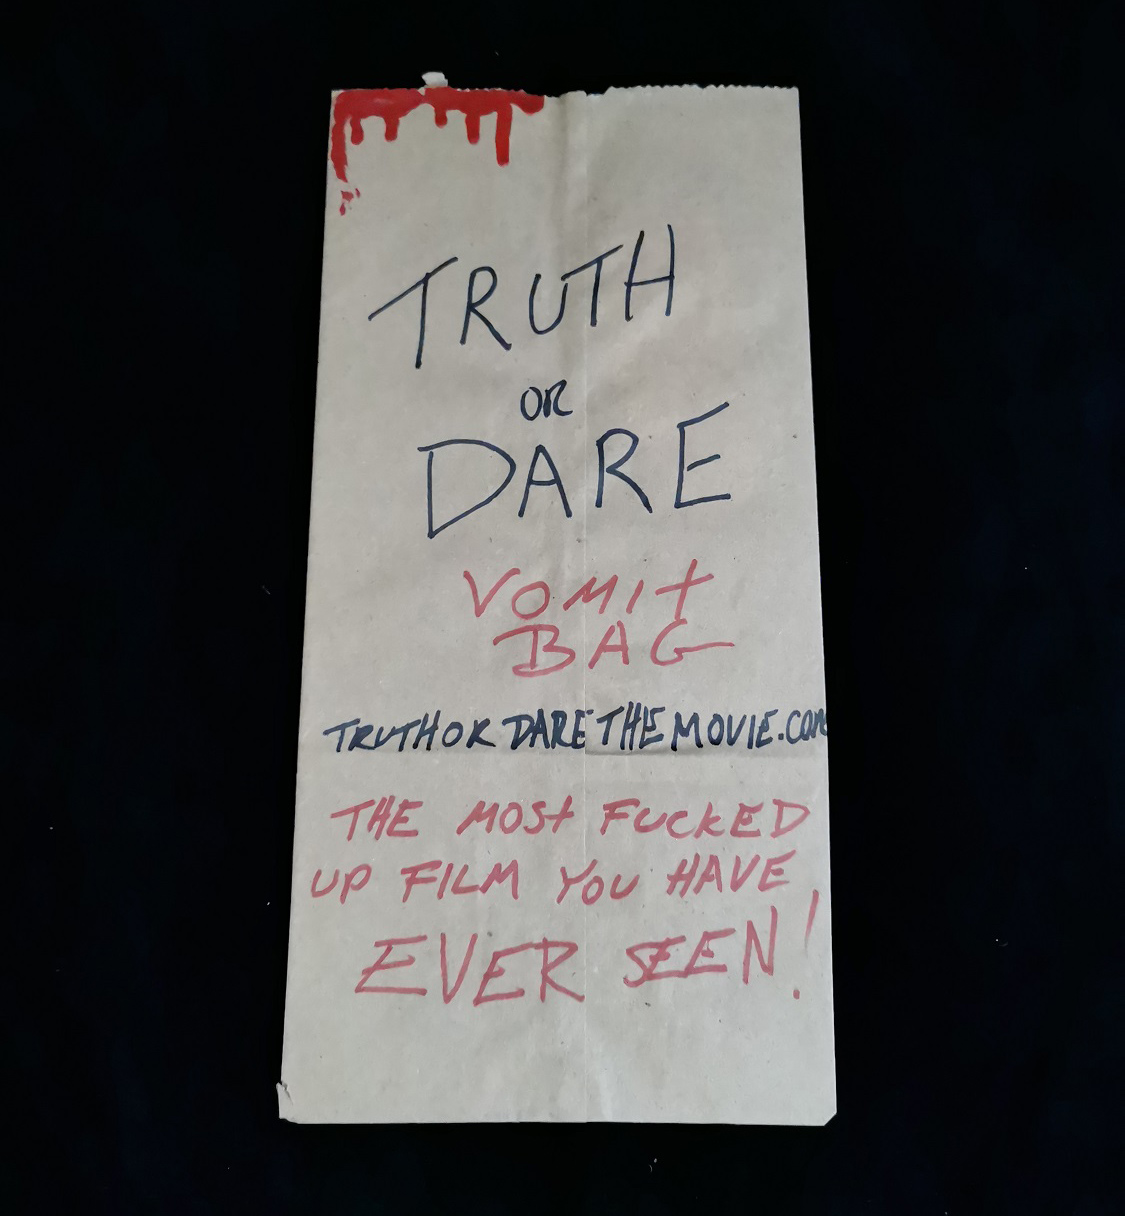 TRUTH
OR
DARE
VOMIT
BAG
TRUTHORDARETHEMOVIE.COM
THE MOST FUCKED
UP FILM YOU HAVE
EVER SEEN!